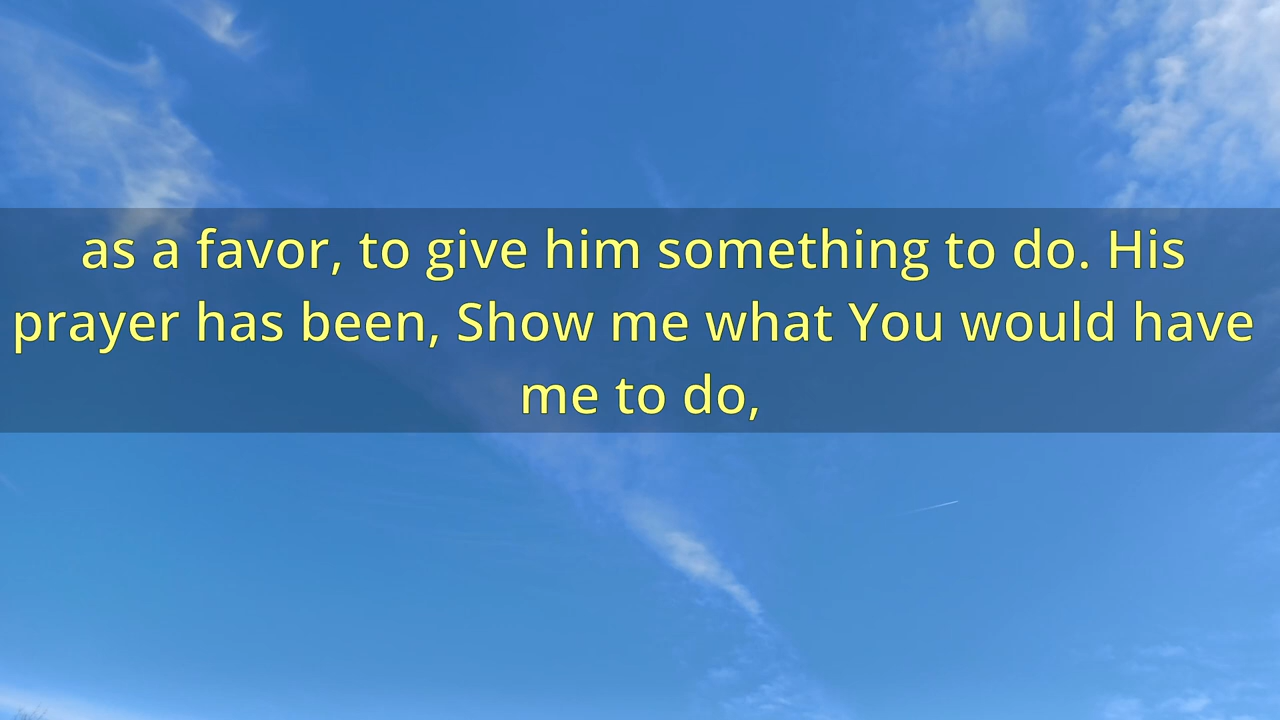 as a favor, to give him something to do. His
prayer has been, Show me what You would have
me to do,